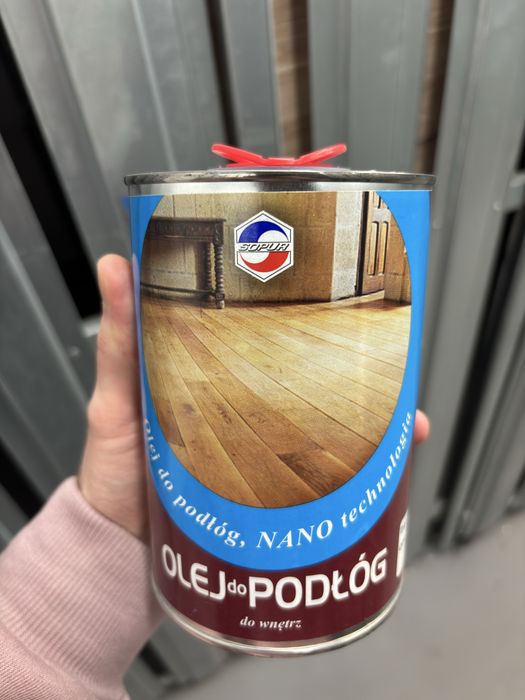 SOPUR
Olej do podłóg, NANO technologia
OLEJ do PODŁÓG
do wnętrz